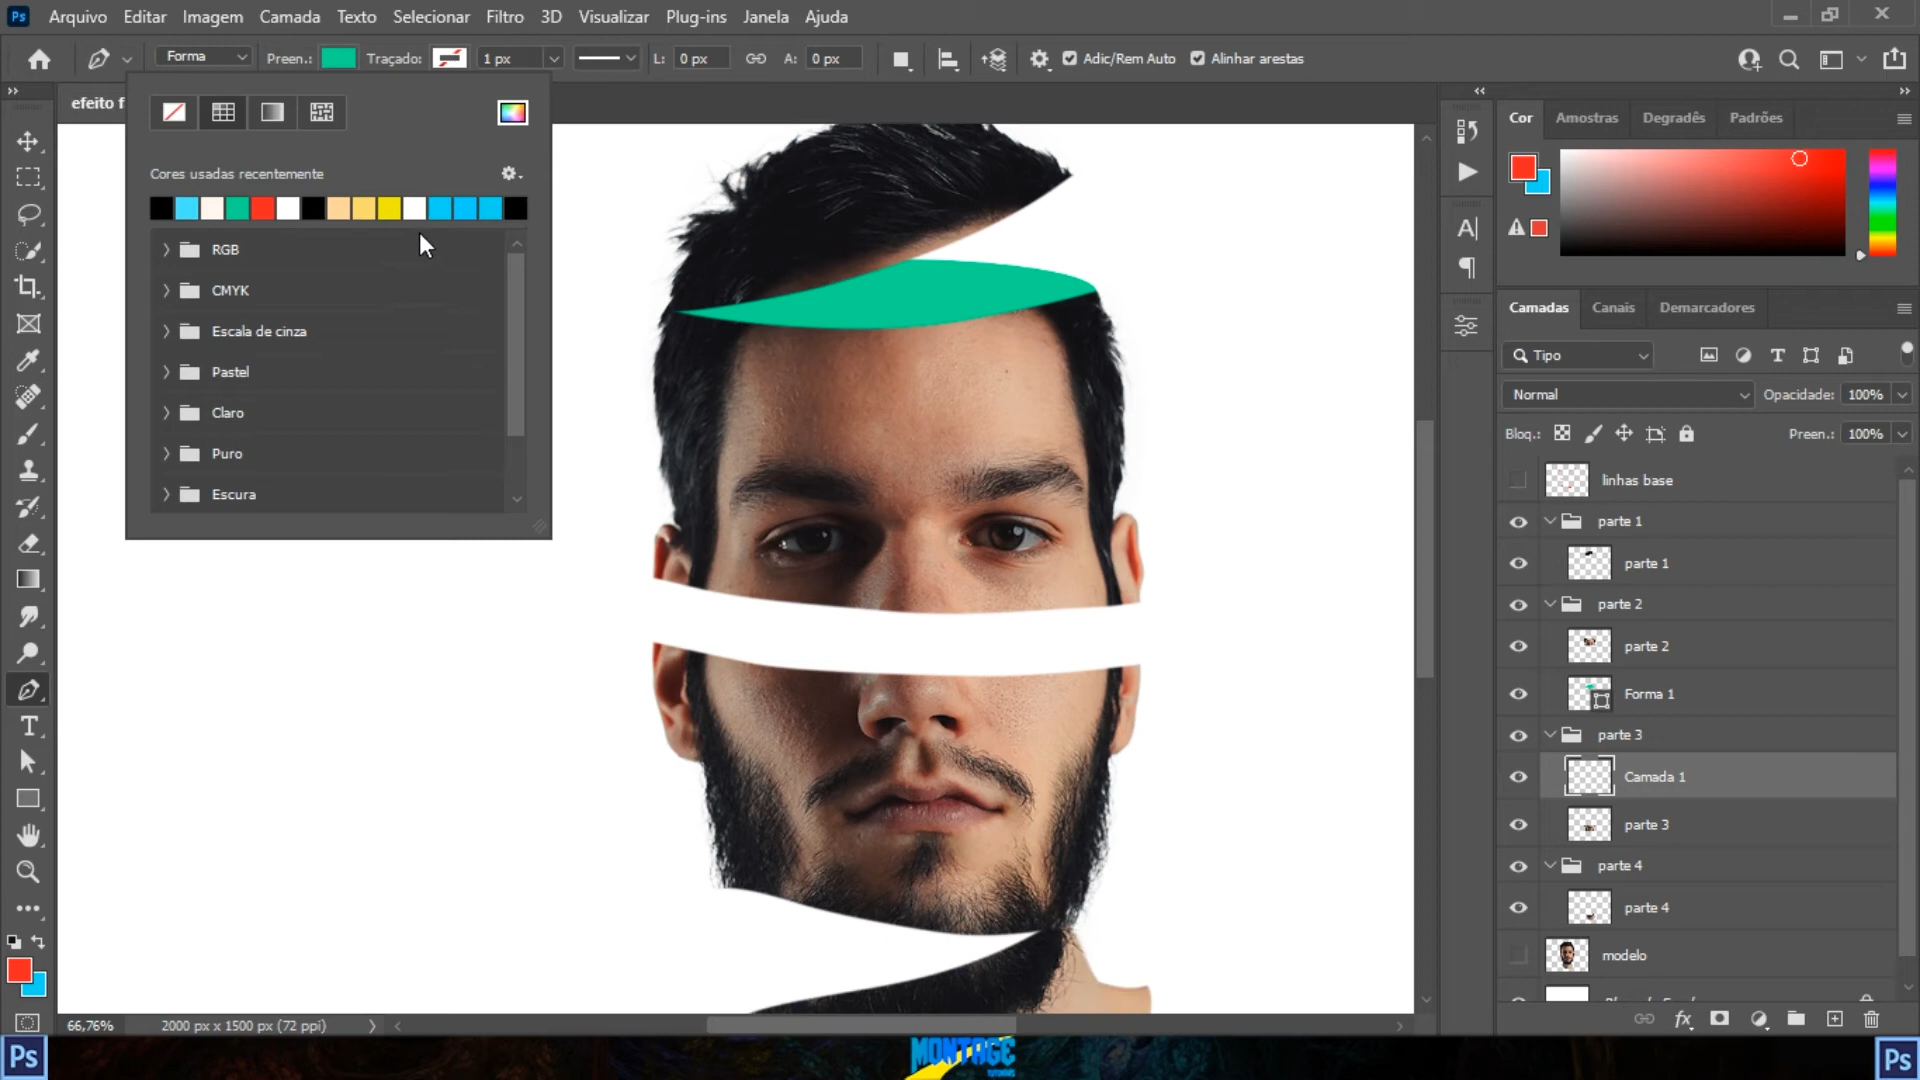 Ps Arquivo Editar Imagem Camada Texto Selecionar Filtro 3D Visualizar Plug-ins Janela Ajuda
Forma Preen.: Traçado: 1 px L: 0 px A: 0 px Adic/Rem Auto Alinhar arestas
efeito f
Cores usadas recentemente
RGB
CMYK
Escala de cinza
Pastel
Claro
Puro
Escura
Cor Amostras Degradês Padrões
Camadas Canais Demarcadores
Tipo
Normal Opacidade: 100%
Bloq.: Preen.: 100%
linhas base
parte 1
parte 1
parte 2
parte 2
Forma 1
parte 3
Camada 1
parte 3
parte 4
parte 4
modelo
66,76% 2000 px x 1500 px (72 ppi)
Ps MONTAGE Ps